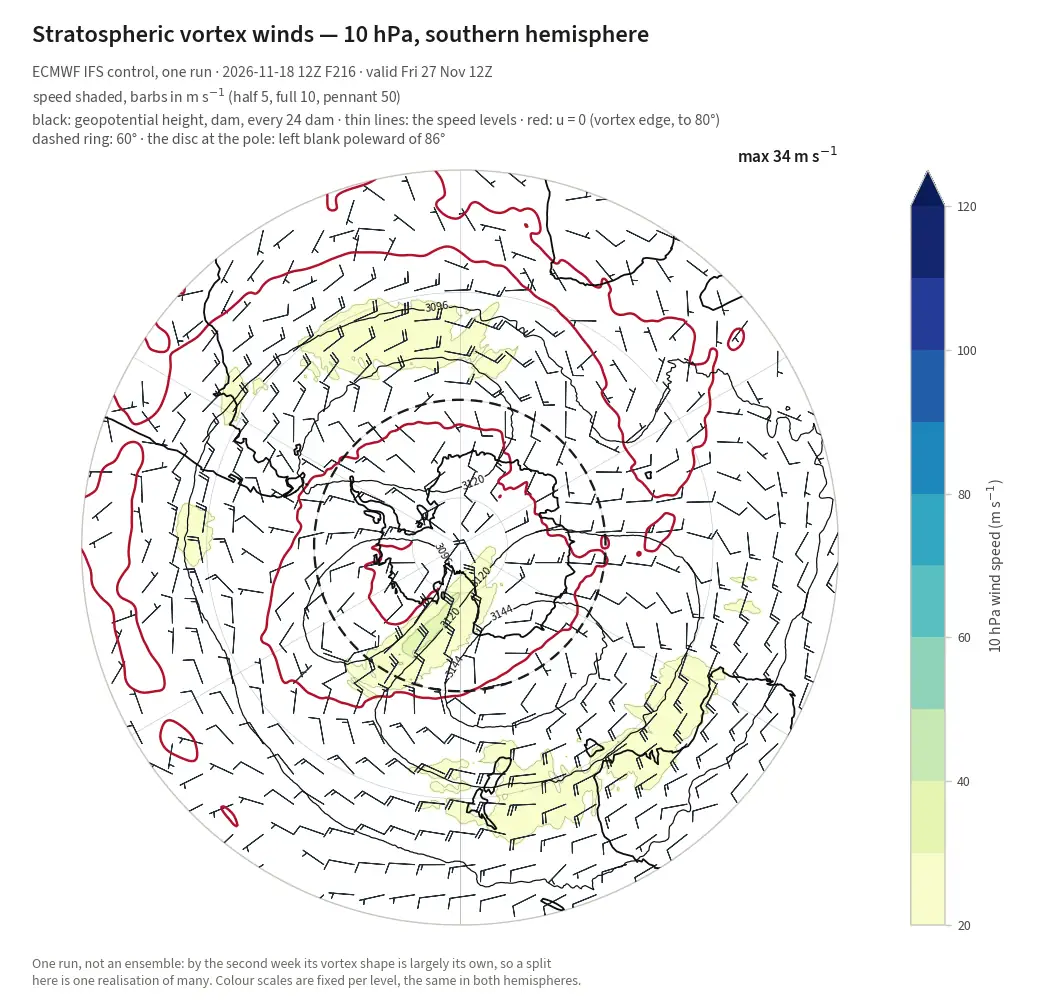 Stratospheric vortex winds — 10 hPa, southern hemisphere
ECMWF IFS control, one run · 2026-11-18 12Z F216 · valid Fri 27 Nov 12Z
speed shaded, barbs in m s⁻¹ (half 5, full 10, pennant 50)
black: geopotential height, dam, every 24 dam · thin lines: the speed levels · red: u = 0 (vortex edge, to 80°)
dashed ring: 60° · the disc at the pole: left blank poleward of 86°
max 34 m s⁻¹
120
100
80
60
40
20
10 hPa wind speed (m s⁻¹)
3096
3120
3120
3120
3144
3144
One run, not an ensemble: by the second week its vortex shape is largely its own, so a split
here is one realisation of many. Colour scales are fixed per level, the same in both hemispheres.